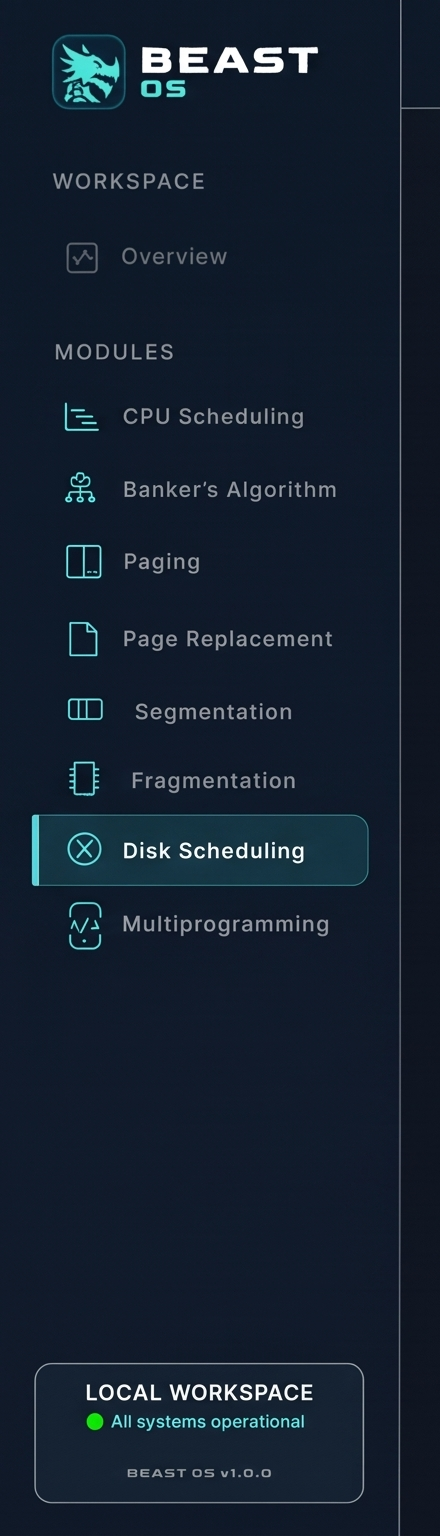 BEAST
OS
WORKSPACE
Overview
MODULES
CPU Scheduling
Banker’s Algorithm
Paging
Page Replacement
Segmentation
Fragmentation
Disk Scheduling
Multiprogramming
LOCAL WORKSPACE
All systems operational
BEAST OS v1.0.0